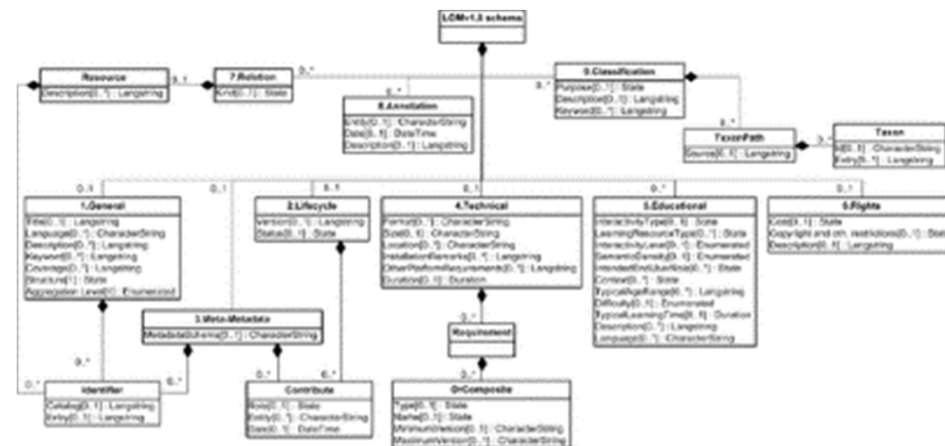 LOMv1.0 schema
Resource
Description[0..*] : Langstring
7.Relation
Kind[0..1] : State
9.Classification
Purpose[0..1] : State
Description[0..1] : Langstring
Keyword[0..*] : Langstring
8.Annotation
Entity[0..1] : CharacterString
Date[0..1] : DateTime
Description[0..1] : Langstring
TaxonPath
Source[0..1] : Langstring
Taxon
Id[0..1] : CharacterString
Entry[0..*] : Langstring
1.General
Title[0..1] : Langstring
Language[0..*] : CharacterString
Description[0..*] : Langstring
Keyword[0..*] : Langstring
Coverage[0..*] : Langstring
Structure[1] : State
Aggregation Level[0] : Enumerated
2.Lifecycle
Version[0..1] : Langstring
Status[0..1] : State
4.Technical
Format[0..*] : CharacterString
Size[0..1] : CharacterString
Location[0..*] : CharacterString
InstallationRemarks[0..1] : Langstring
OtherPlatformRequirements[0..1] : Langstring
Duration[0..1] : Duration
5.Educational
InteractivityType[0..1] : State
LearningResourceType[0..*] : State
InteractivityLevel[0..1] : Enumerated
SemanticDensity[0..1] : Enumerated
IntendedEndUserRole[0..*] : State
Context[0..*] : State
TypicalAgeRange[0..*] : Langstring
Difficulty[0..1] : Enumerated
TypicalLearningTime[0..1] : Duration
Description[0..*] : Langstring
Language[0..*] : CharacterString
6.Rights
Cost[0..1] : State
Copyright and oth. restrictions[0..1] : State
Description[0..1] : Langstring
3.Meta-Metadata
MetadataSchema[0..*] : CharacterString
Requirement
Identifier
Catalog[0..1] : Langstring
Entry[0..1] : Langstring
Contribute
Role[0..1] : State
Entity[0..*] : CharacterString
Date[0..1] : DateTime
OrComposite
Type[0..1] : State
Name[0..1] : State
MinimumVersion[0..1] : CharacterString
MaximumVersion[0..1] : CharacterString